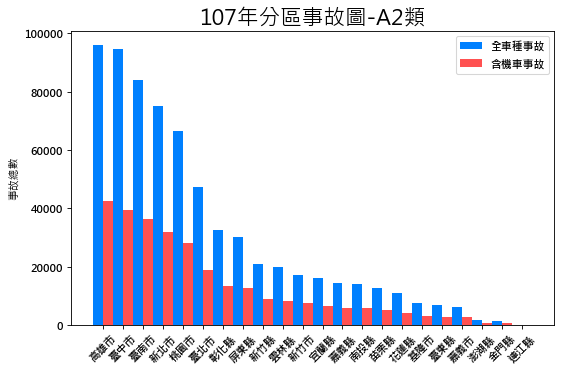 107年分區事故圖-A2類
全車種事故
含機車事故
事故總數
100000
80000
60000
40000
20000
0
高雄市
臺中市
臺南市
新北市
桃園市
臺北市
彰化縣
屏東縣
新竹縣
雲林縣
新竹市
宜蘭縣
嘉義縣
南投縣
苗栗縣
花蓮縣
基隆市
臺東縣
嘉義市
澎湖縣
金門縣
連江縣